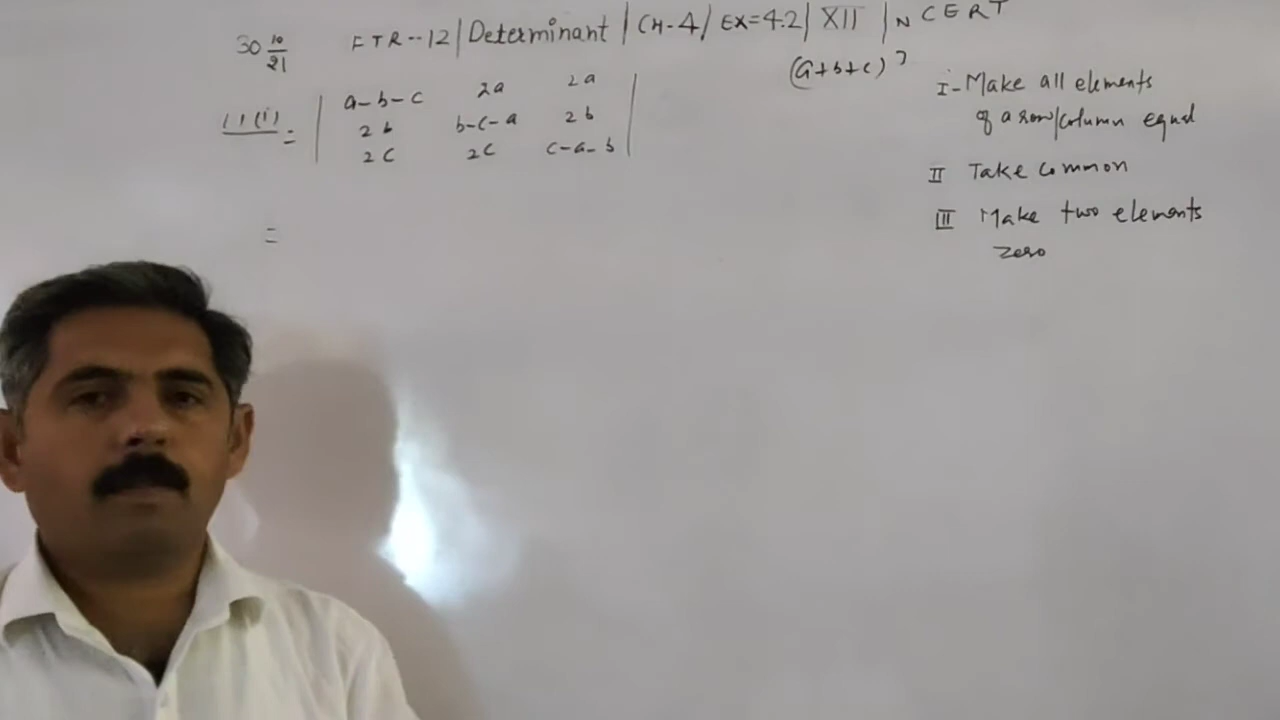 30 10/21 FTR-12 | Determinant | CH-4 / EX=4.2 | XII | NCERT
(a+b+c)³
11(i) = | a-b-c 2a 2a |
2b b-c-a 2b
2c 2c c-a-b
=
I - Make all elements
of a row/column equal
II Take common
III Make two elements
zero